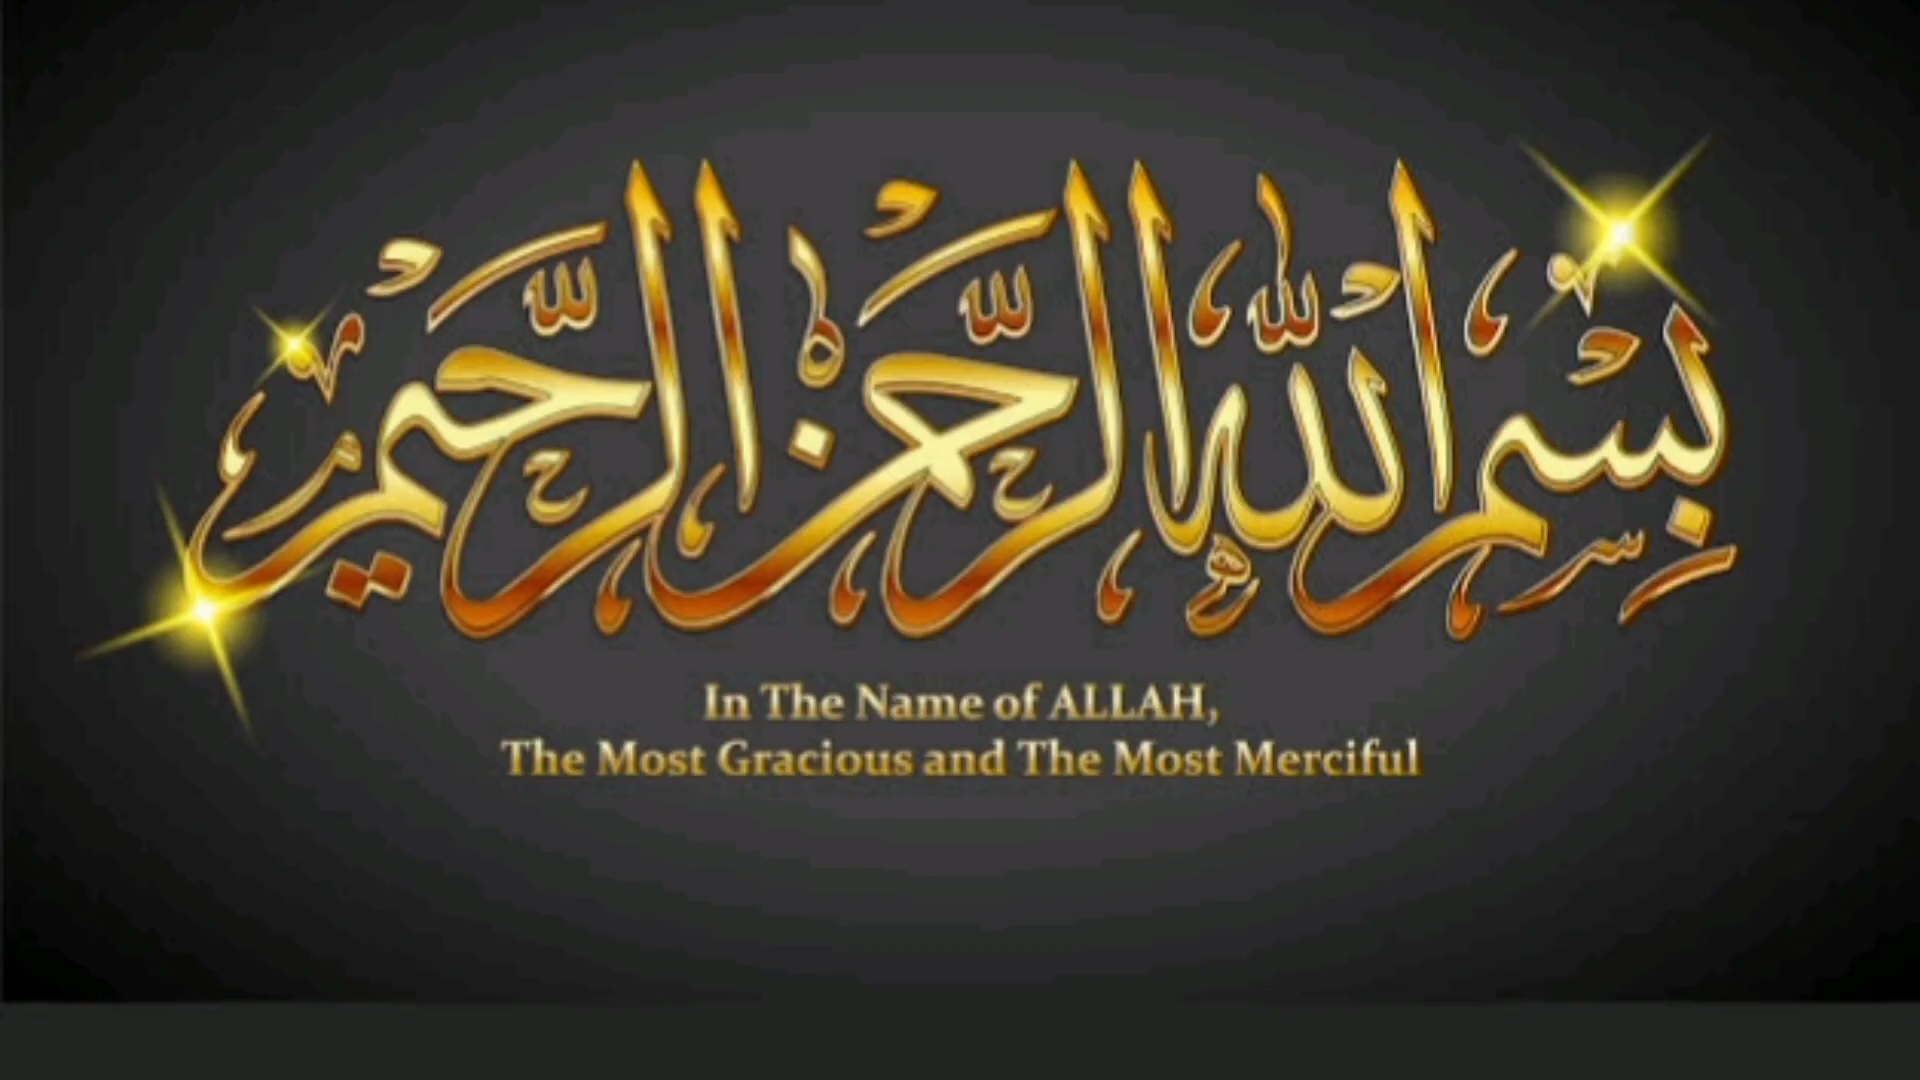 بسم الله الرحمن الرحيم
In The Name of ALLAH,
The Most Gracious and The Most Merciful